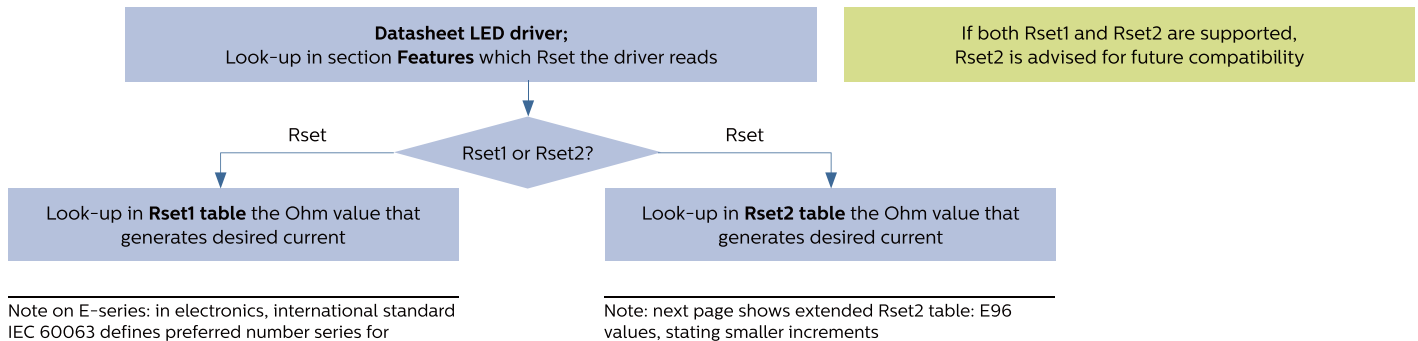 Datasheet LED driver;
Look-up in section Features which Rset the driver reads
If both Rset1 and Rset2 are supported,
Rset2 is advised for future compatibility
Rset1 or Rset2?
Rset
Rset
Look-up in Rset1 table the Ohm value that
generates desired current
Look-up in Rset2 table the Ohm value that
generates desired current
Note on E-series: in electronics, international standard
IEC 60063 defines preferred number series for
Note: next page shows extended Rset2 table: E96
values, stating smaller increments